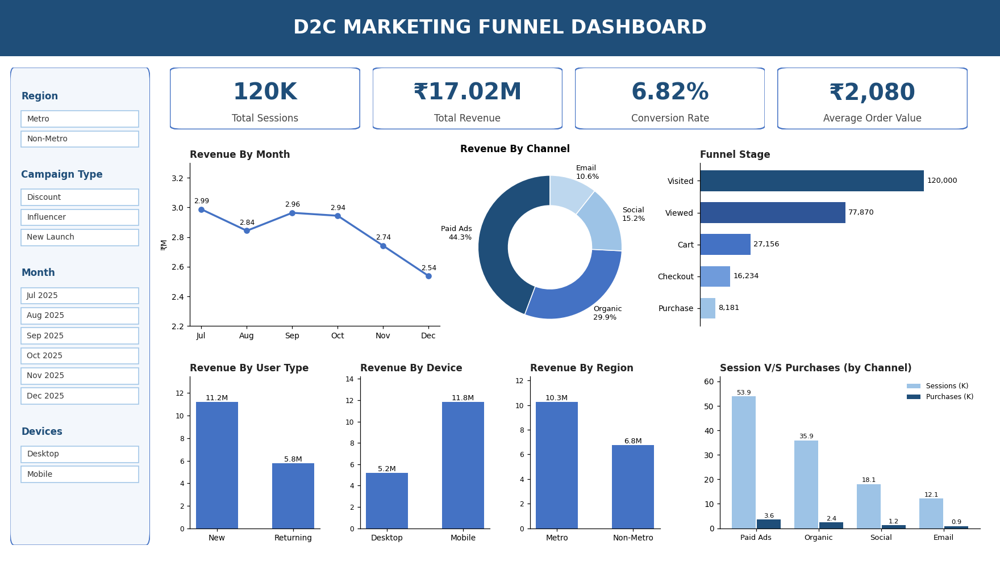 D2C MARKETING FUNNEL DASHBOARD
Region
Metro
Non-Metro
Campaign Type
Discount
Influencer
New Launch
Month
Jul 2025
Aug 2025
Sep 2025
Oct 2025
Nov 2025
Dec 2025
Devices
Desktop
Mobile
120K
Total Sessions
₹17.02M
Total Revenue
6.82%
Conversion Rate
₹2,080
Average Order Value
Revenue By Month
₹M
3.2
3.0
2.8
2.6
2.4
2.2
2.99
2.84
2.96
2.94
2.74
2.54
Jul
Aug
Sep
Oct
Nov
Dec
Revenue By Channel
Email
10.6%
Social
15.2%
Paid Ads
44.3%
Organic
29.9%
Funnel Stage
Visited
120,000
Viewed
77,870
Cart
27,156
Checkout
16,234
Purchase
8,181
Revenue By User Type
12
10
8
6
4
2
0
11.2M
5.8M
New
Returning
Revenue By Device
14
12
10
8
6
4
2
0
5.2M
11.8M
Desktop
Mobile
Revenue By Region
12
10
8
6
4
2
0
10.3M
6.8M
Metro
Non-Metro
Session V/S Purchases (by Channel)
Sessions (K)
Purchases (K)
60
50
40
30
20
10
0
53.9
3.6
35.9
2.4
18.1
1.2
12.1
0.9
Paid Ads
Organic
Social
Email